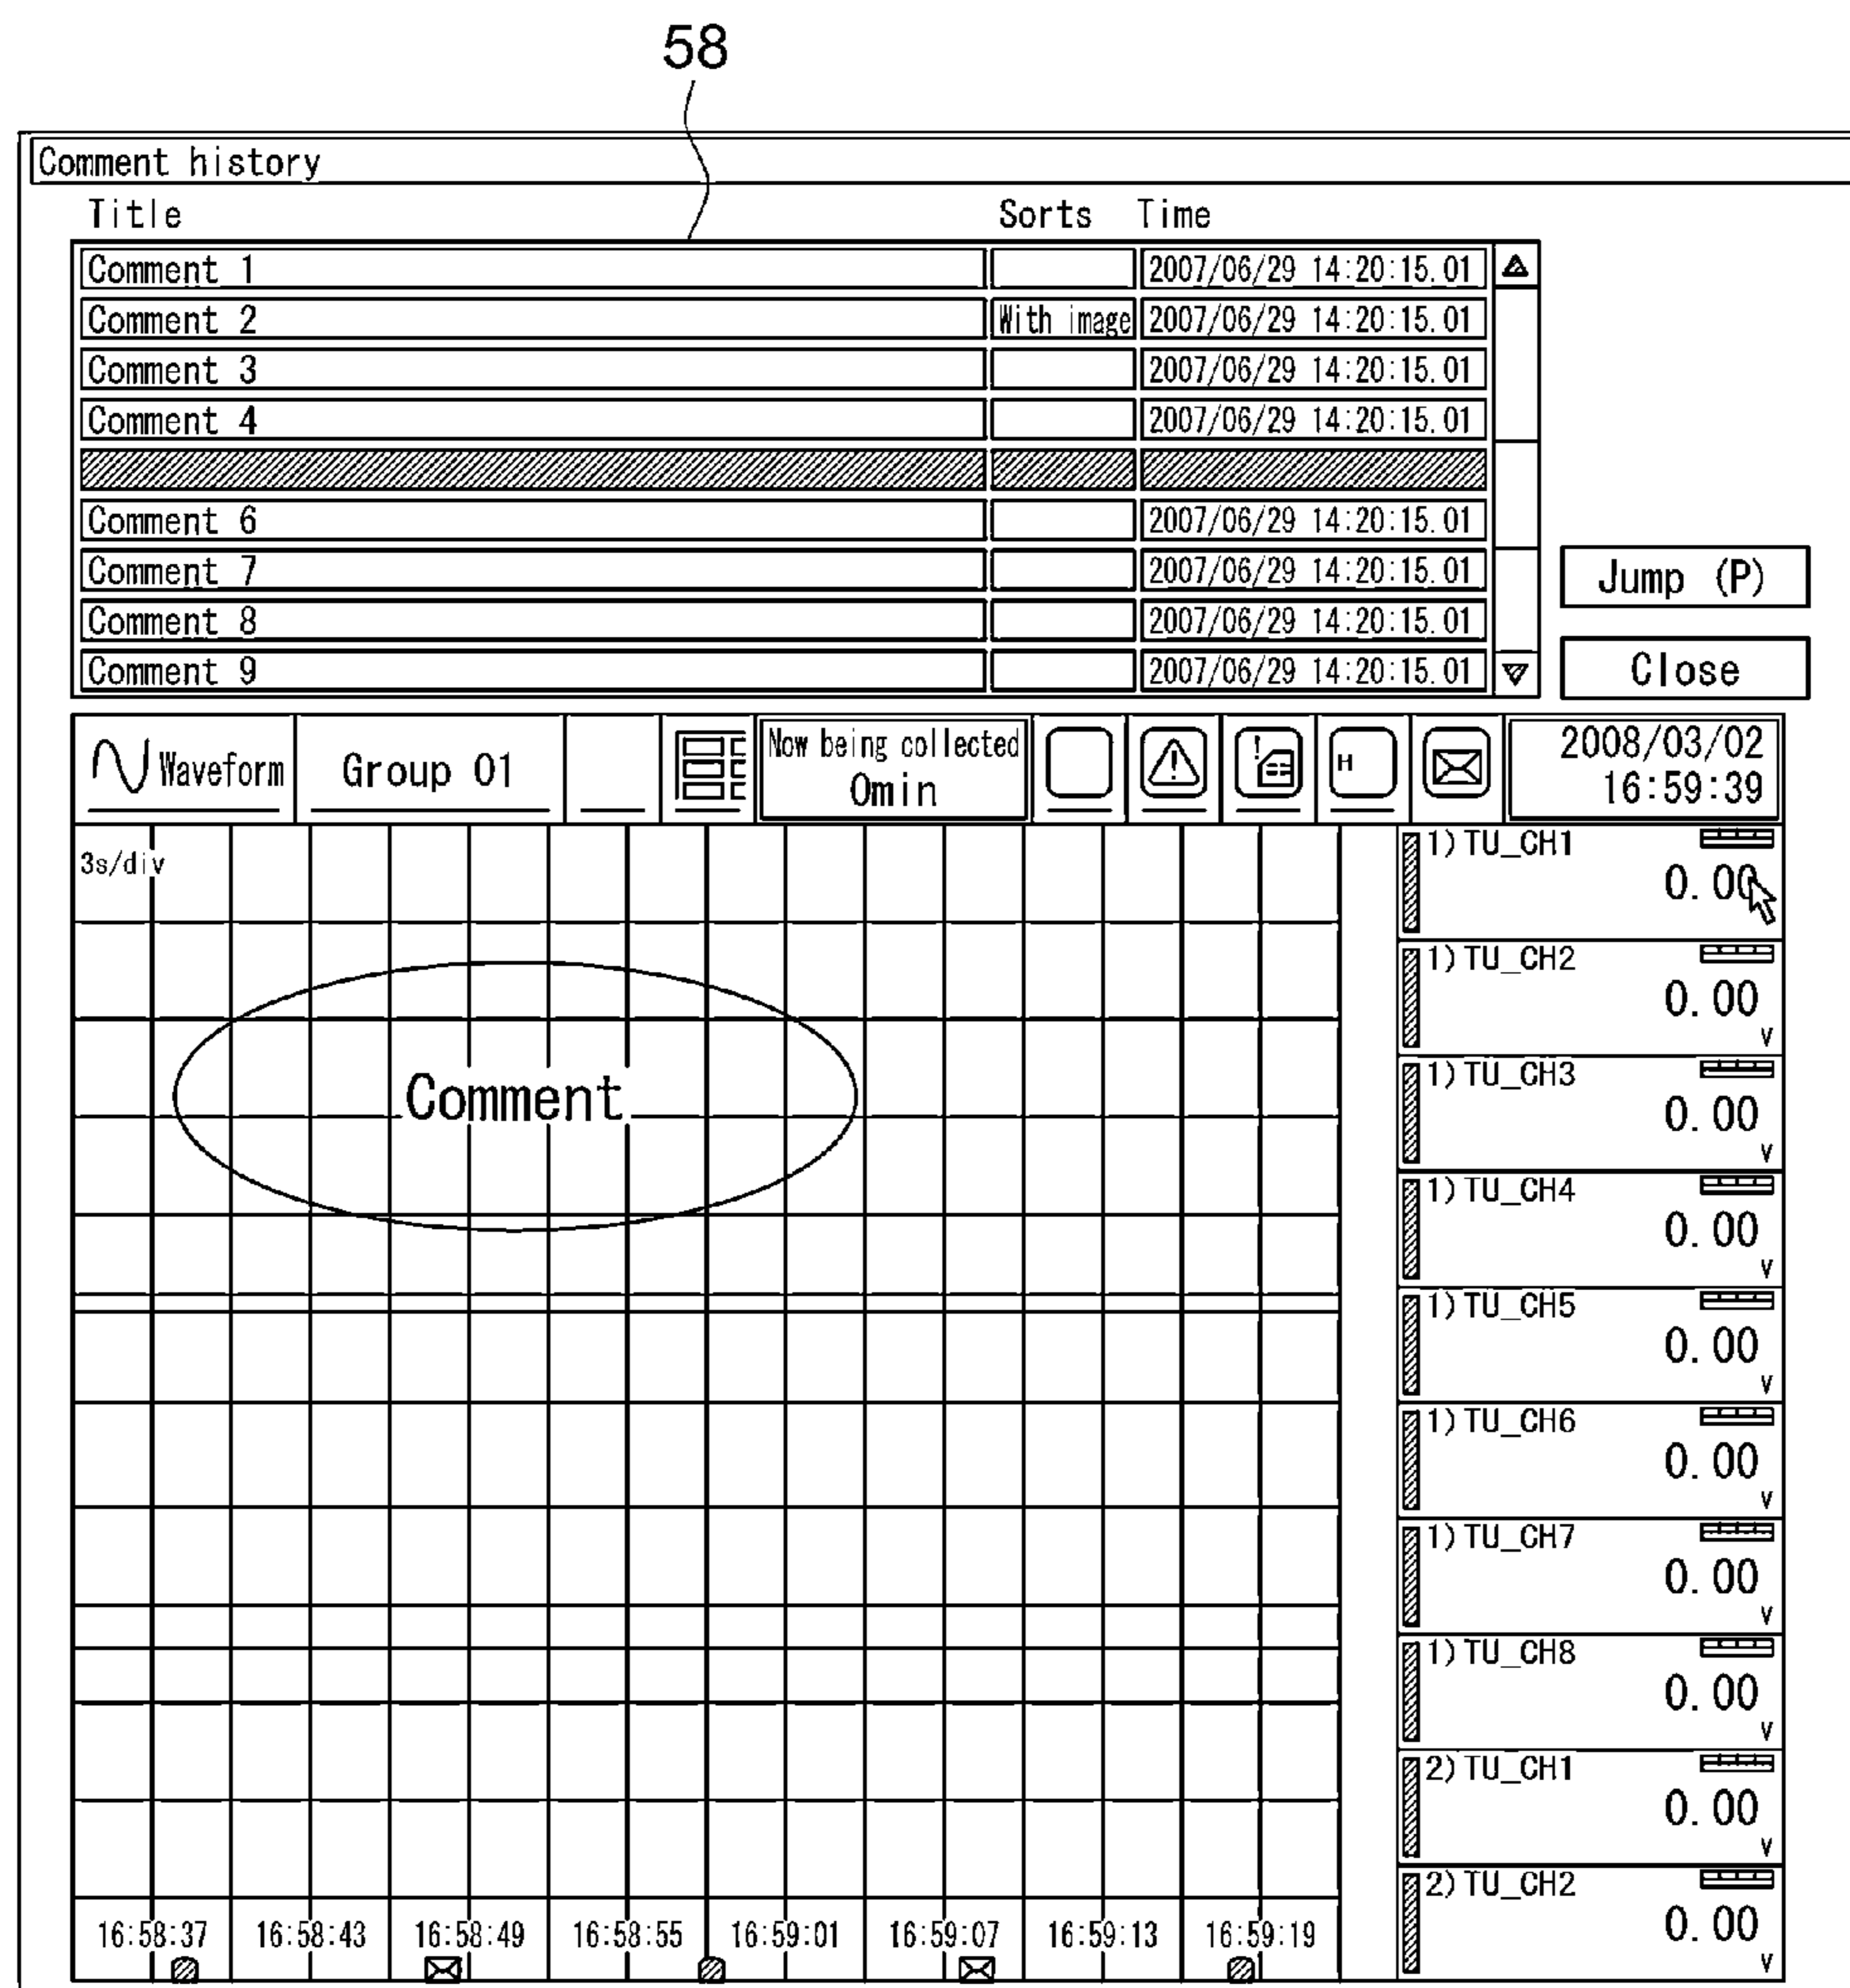 58
Comment history
Title Sorts Time
Comment 1 2007/06/29 14:20:15.01
Comment 2 With image 2007/06/29 14:20:15.01
Comment 3 2007/06/29 14:20:15.01
Comment 4 2007/06/29 14:20:15.01
Comment 6 2007/06/29 14:20:15.01
Comment 7 2007/06/29 14:20:15.01
Comment 8 2007/06/29 14:20:15.01
Comment 9 2007/06/29 14:20:15.01
Jump (P)
Close
Waveform
Group 01
Now being collected
0min
!
H
2008/03/02
16:59:39
3s/div
Comment
1)TU_CH1
0.00
1)TU_CH2
0.00
V
1)TU_CH3
0.00
V
1)TU_CH4
0.00
V
1)TU_CH5
0.00
V
1)TU_CH6
0.00
V
1)TU_CH7
0.00
V
1)TU_CH8
0.00
V
2)TU_CH1
0.00
V
2)TU_CH2
0.00
V
16:58:37 16:58:43 16:58:49 16:58:55 16:59:01 16:59:07 16:59:13 16:59:19